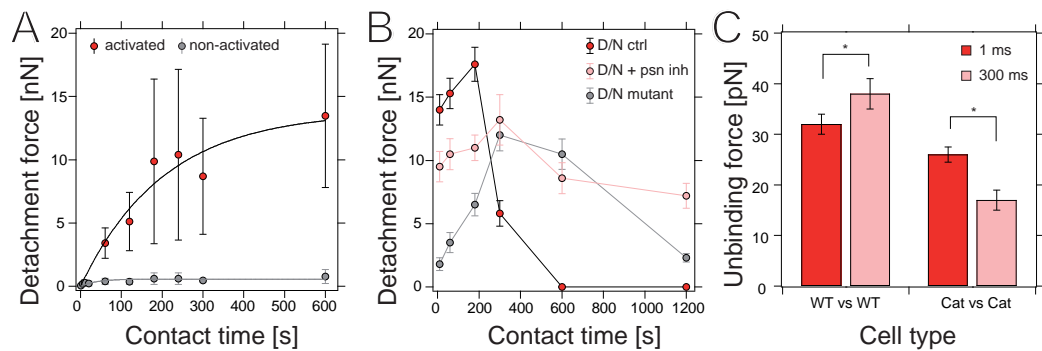 A
20
15
10
5
0
Detachment force [nN]
activated
non-activated
0 100 200 300 400 500 600
Contact time [s]
B
20
15
10
5
0
Detachment force [nN]
D/N ctrl
D/N + psn inh
D/N mutant
0 200 400 600 800 1000 1200
Contact time [s]
C
50
40
30
20
10
0
Unbinding force [pN]
1 ms
300 ms
*
*
WT vs WT
Cat vs Cat
Cell type